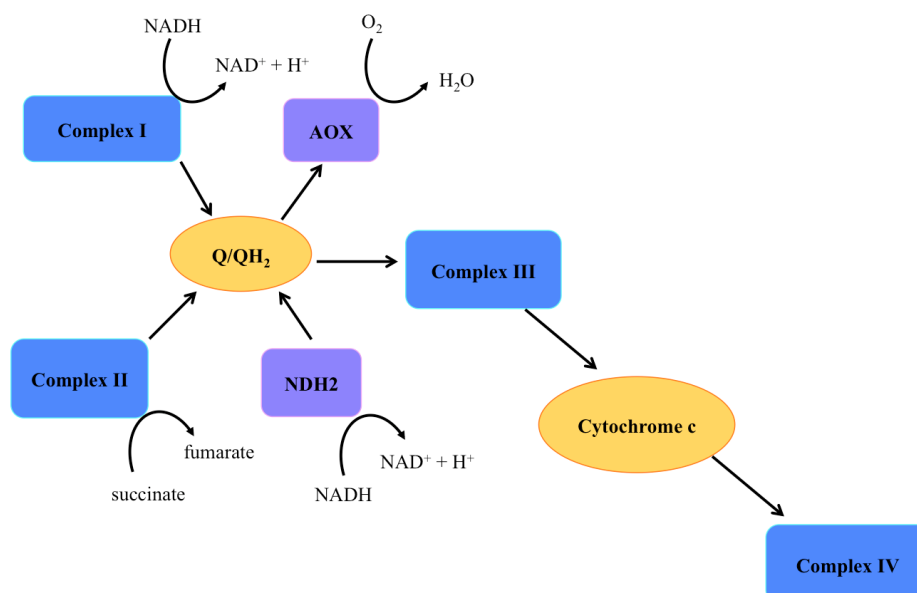 NADH
O₂
NAD⁺ + H⁺
H₂O
Complex I
AOX
Q/QH₂
Complex III
Complex II
NDH2
Cytochrome c
fumarate
NAD⁺ + H⁺
succinate
NADH
Complex IV